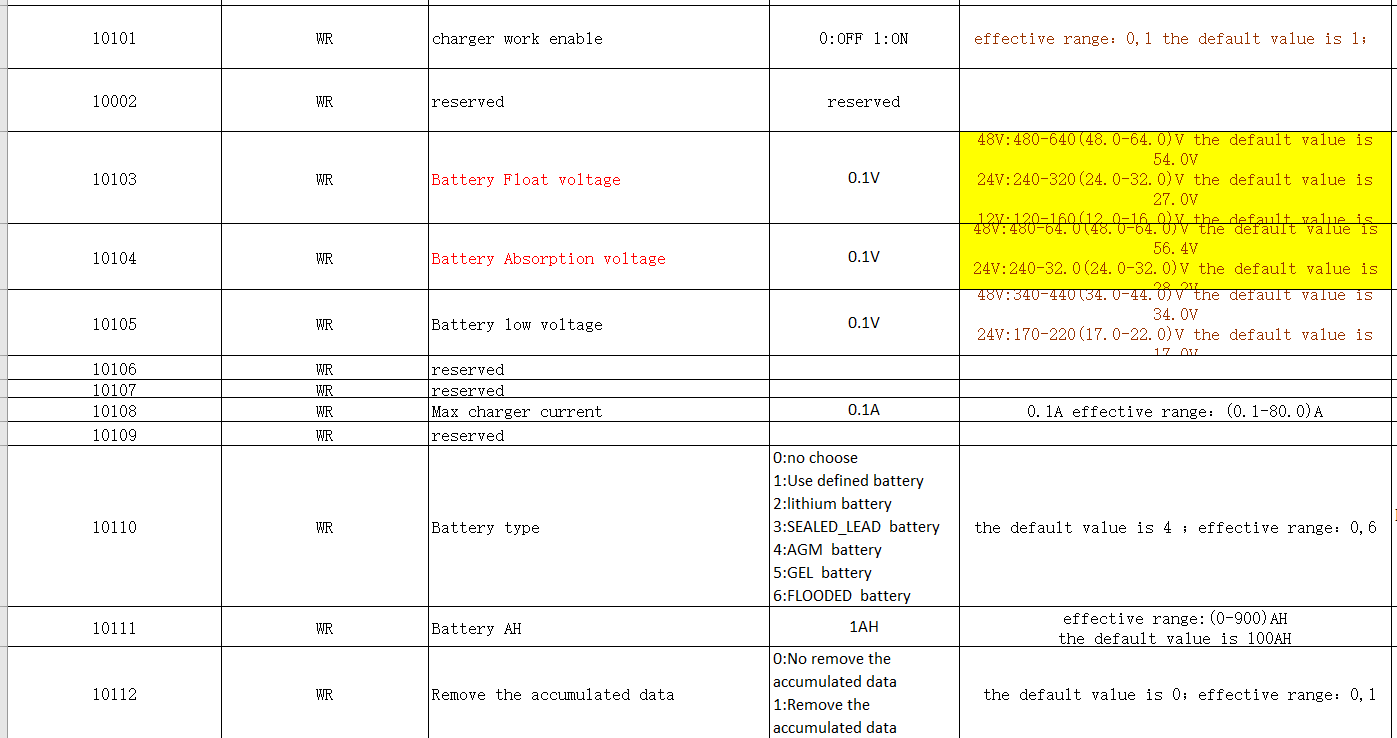 10101 WR charger work enable 0:OFF 1:ON effective range: 0,1 the default value is 1;
10002 WR reserved reserved
10103 WR Battery Float voltage 0.1V
48V:480-640(48.0-64.0)V the default value is
54.0V
24V:240-320(24.0-32.0)V the default value is
27.0V
12V:120-160(12.0-16.0)V the default value is
10104 WR Battery Absorption voltage 0.1V
48V:480-64.0(48.0-64.0)V the default value is
56.4V
24V:240-32.0(24.0-32.0)V the default value is
28.2V
10105 WR Battery low voltage 0.1V
48V:340-440(34.0-44.0)V the default value is
34.0V
24V:170-220(17.0-22.0)V the default value is
17.0V
10106 WR reserved
10107 WR reserved
10108 WR Max charger current 0.1A 0.1A effective range: (0.1-80.0)A
10109 WR reserved
10110 WR Battery type
0:no choose
1:Use defined battery
2:lithium battery
3:SEALED_LEAD battery
4:AGM battery
5:GEL battery
6:FLOODED battery
the default value is 4 ; effective range: 0,6
10111 WR Battery AH 1AH
effective range:(0-900)AH
the default value is 100AH
10112 WR Remove the accumulated data
0:No remove the
accumulated data
1:Remove the
accumulated data
the default value is 0; effective range: 0,1